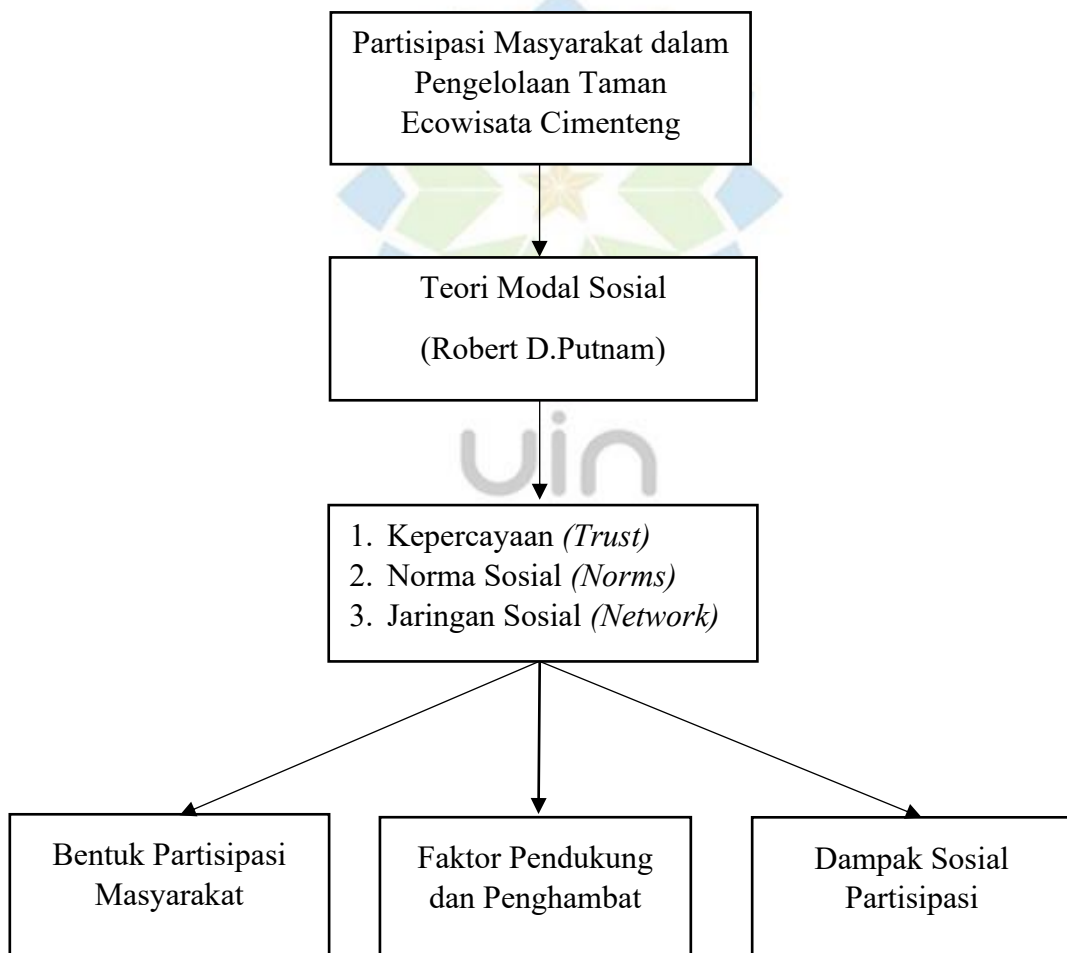 Partisipasi Masyarakat dalam
Pengelolaan Taman
Ecowisata Cimenteng
Teori Modal Sosial
(Robert D.Putnam)
uin
1. Kepercayaan (Trust)
2. Norma Sosial (Norms)
3. Jaringan Sosial (Network)
Bentuk Partisipasi
Masyarakat
Faktor Pendukung
dan Penghambat
Dampak Sosial
Partisipasi